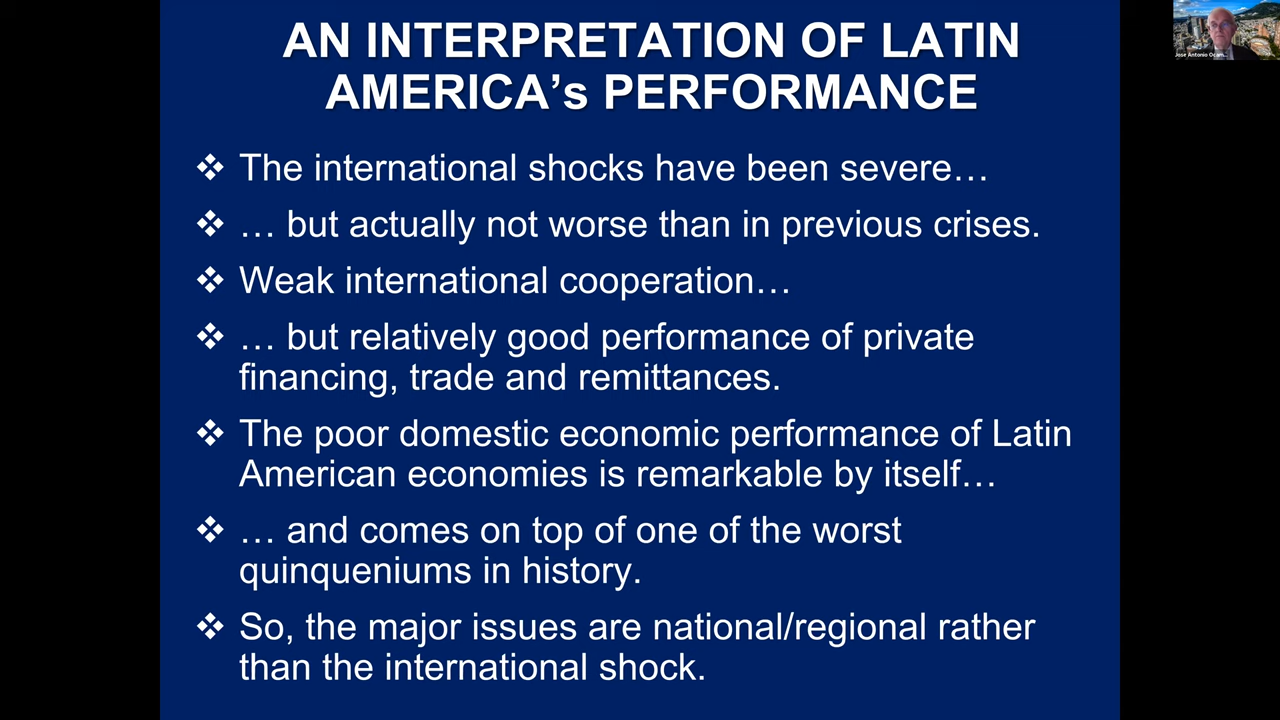 AN INTERPRETATION OF LATIN
AMERICA’s PERFORMANCE
❖ The international shocks have been severe…
❖ … but actually not worse than in previous crises.
❖ Weak international cooperation…
❖ … but relatively good performance of private
financing, trade and remittances.
❖ The poor domestic economic performance of Latin
American economies is remarkable by itself…
❖ … and comes on top of one of the worst
quinqueniums in history.
❖ So, the major issues are national/regional rather
than the international shock.
Jose Antonio Ocam...